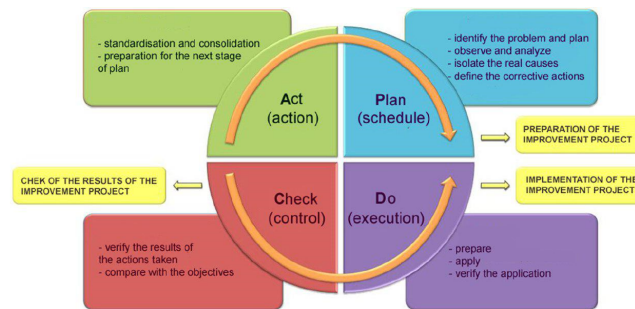 - standardisation and consolidation
- preparation for the next stage
of plan
- identify the problem and plan
- observe and analyze
- isolate the real causes
- define the corrective actions
Act
(action)
Plan
(schedule)
PREPARATION OF THE
IMPROVEMENT PROJECT
CHEK OF THE RESULTS OF THE
IMPROVEMENT PROJECT
IMPLEMENTATION OF THE
IMPROVEMENT PROJECT
Check
(control)
Do
(execution)
- verify the results of
the actions taken
- compare with the objectives
- prepare
- apply
- verify the application